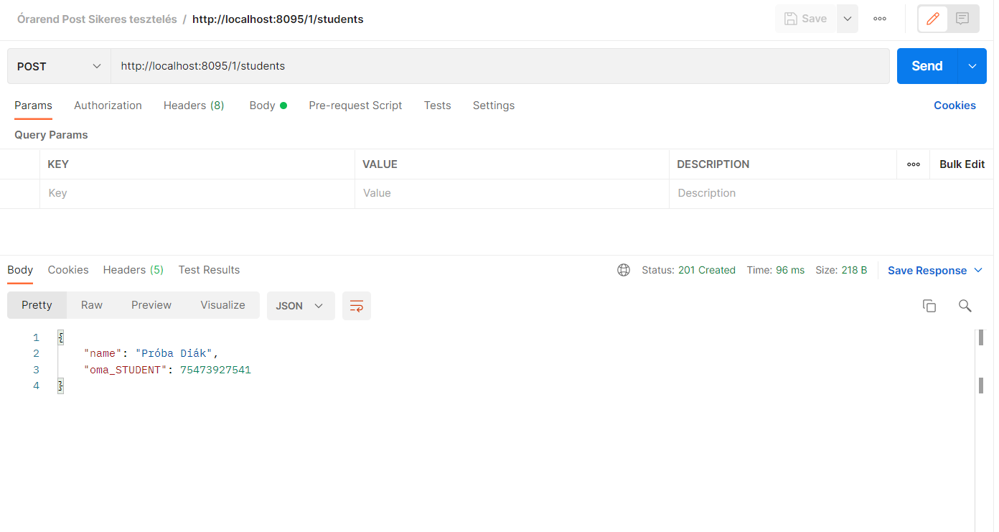 Órarend Post Sikeres tesztelés / http://localhost:8095/1/students
Save
POST
http://localhost:8095/1/students
Send
Params Authorization Headers (8) Body Pre-request Script Tests Settings Cookies
Query Params
KEY VALUE DESCRIPTION Bulk Edit
Key Value Description
Body Cookies Headers (5) Test Results Status: 201 Created Time: 96 ms Size: 218 B Save Response
Pretty Raw Preview Visualize JSON
1 {
2 "name": "Próba Diák",
3 "oma_STUDENT": 75473927541
4 }